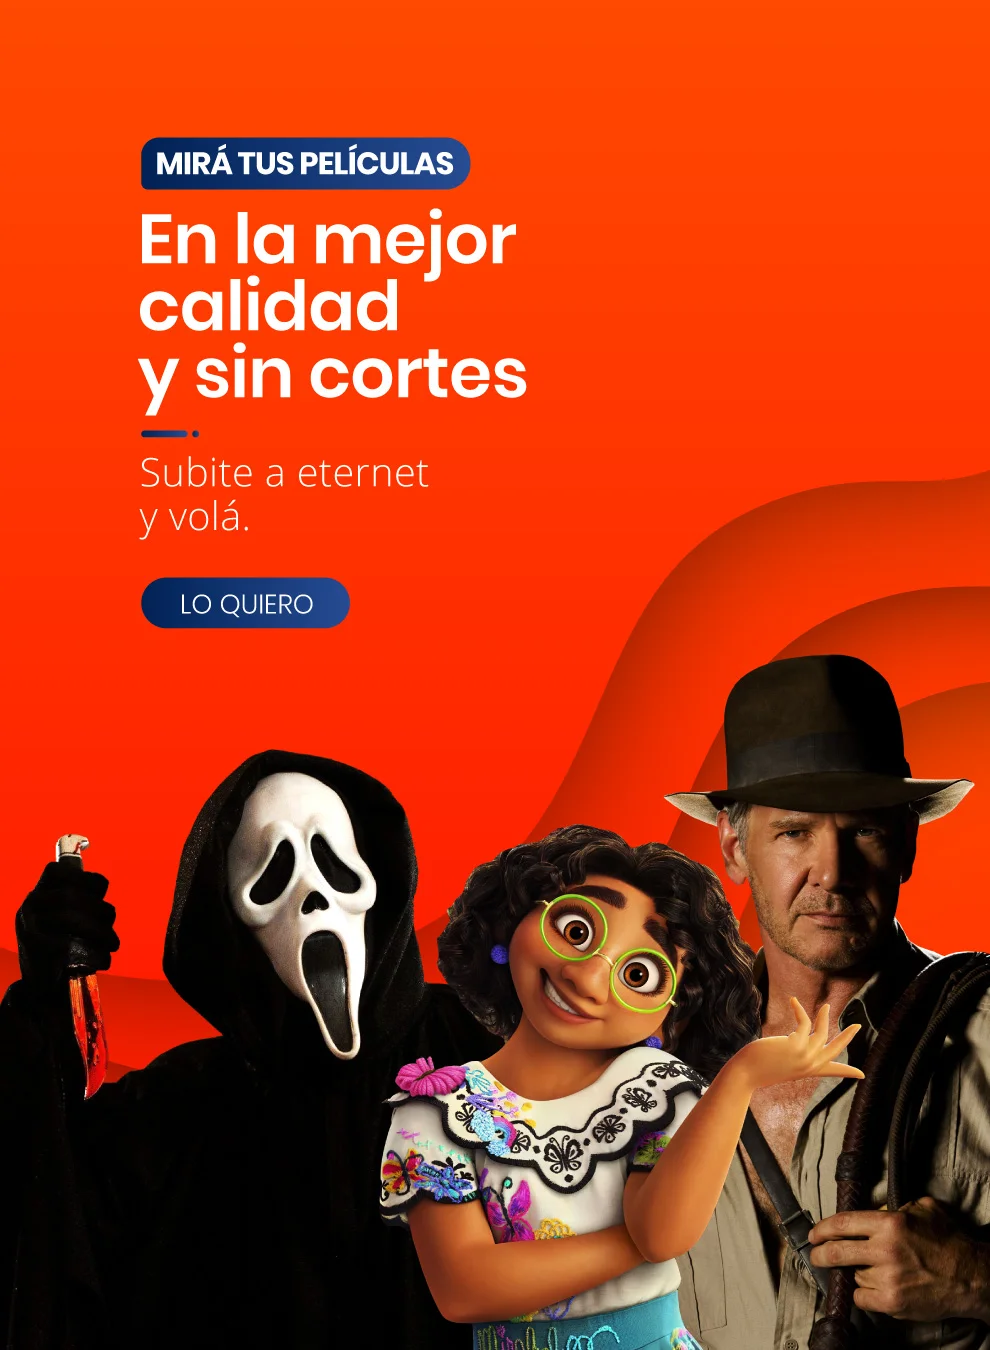 MIRÁ TUS PELÍCULAS
En la mejor
calidad
y sin cortes
Subite a eternet
y volá.
LO QUIERO